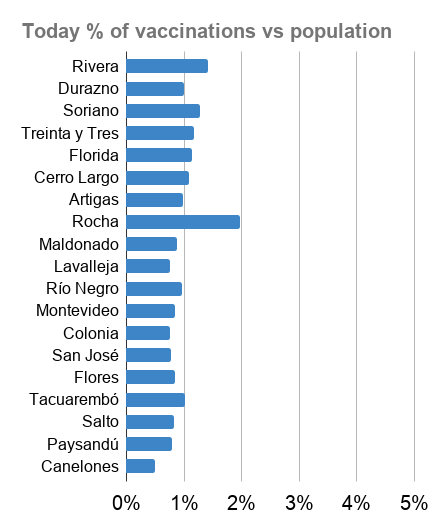 Today % of vaccinations vs population
Rivera
Durazno
Soriano
Treinta y Tres
Florida
Cerro Largo
Artigas
Rocha
Maldonado
Lavalleja
Río Negro
Montevideo
Colonia
San José
Flores
Tacuarembó
Salto
Paysandú
Canelones
0% 1% 2% 3% 4% 5%